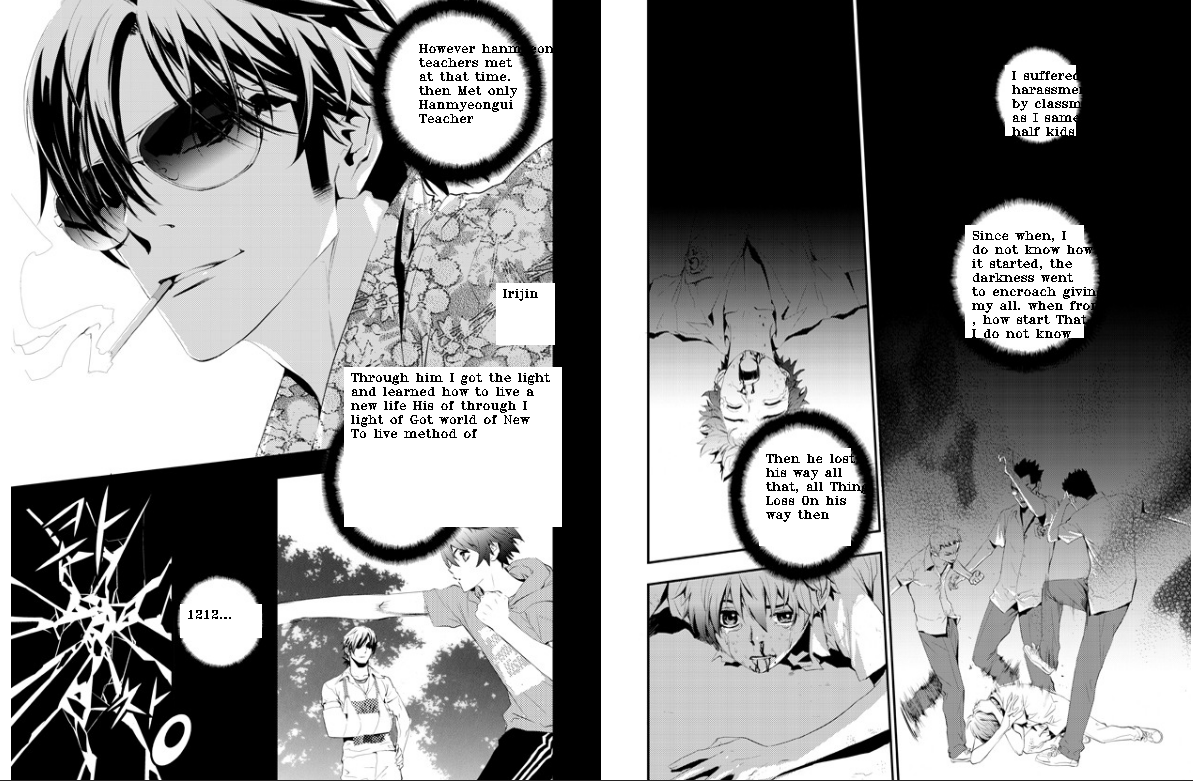 I suffered
harassme
by classm
as I same
half kids
Since when, I
do not know how
it started, the
darkness went
to encroach givin
my all. when fro
, how start That
I do not know
Then he lost
his way all
that, all Thin
Loss On his
way then
However
teachers met
at that time.
then Met only
Hanmyeongui
Teacher
Irijin
Through him I got the light
and learned how to live a
new life His of through I
light of Got world of New
To live method of
1212...